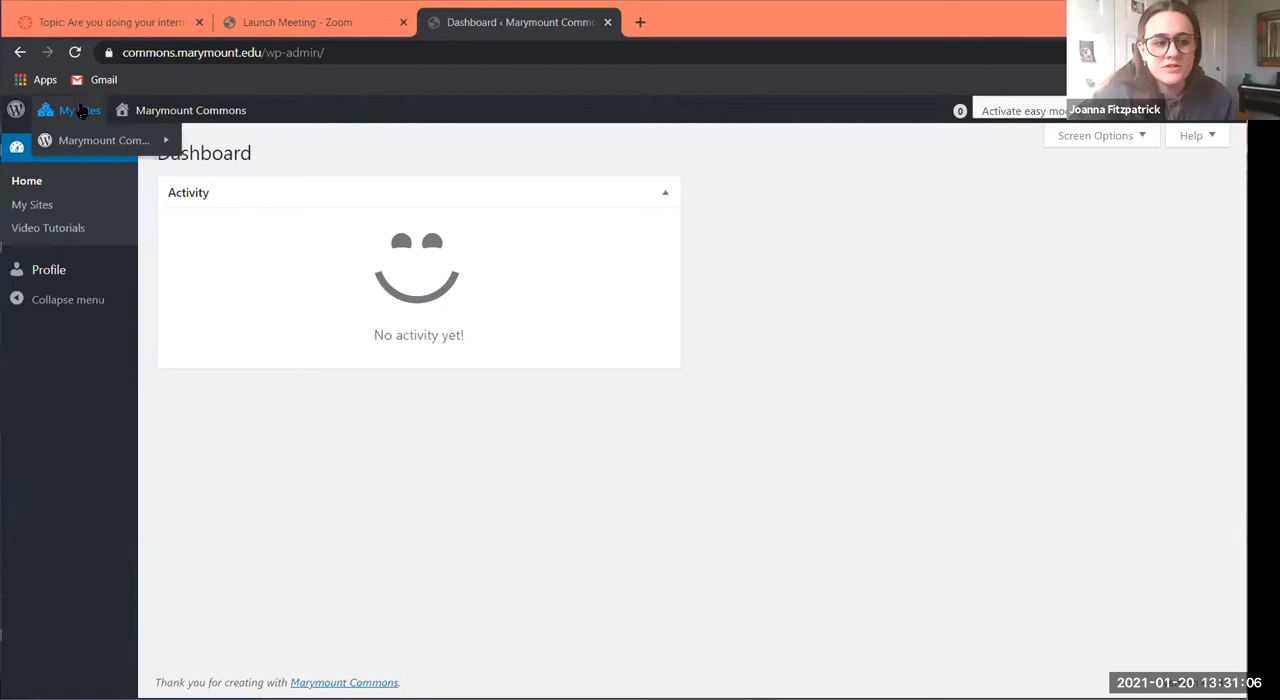 Topic: Are you doing your intern
Launch Meeting - Zoom
Dashboard ‹ Marymount Commo
commons.marymount.edu/wp-admin/
Apps
Gmail
My Sites
Marymount Commons
0
Activate easy mo
Joanna Fitzpatrick
Marymount Com...
Screen Options
Help
Dashboard
Home
My Sites
Video Tutorials
Profile
Collapse menu
Activity
No activity yet!
Thank you for creating with Marymount Commons.
2021-01-20 13:31:06